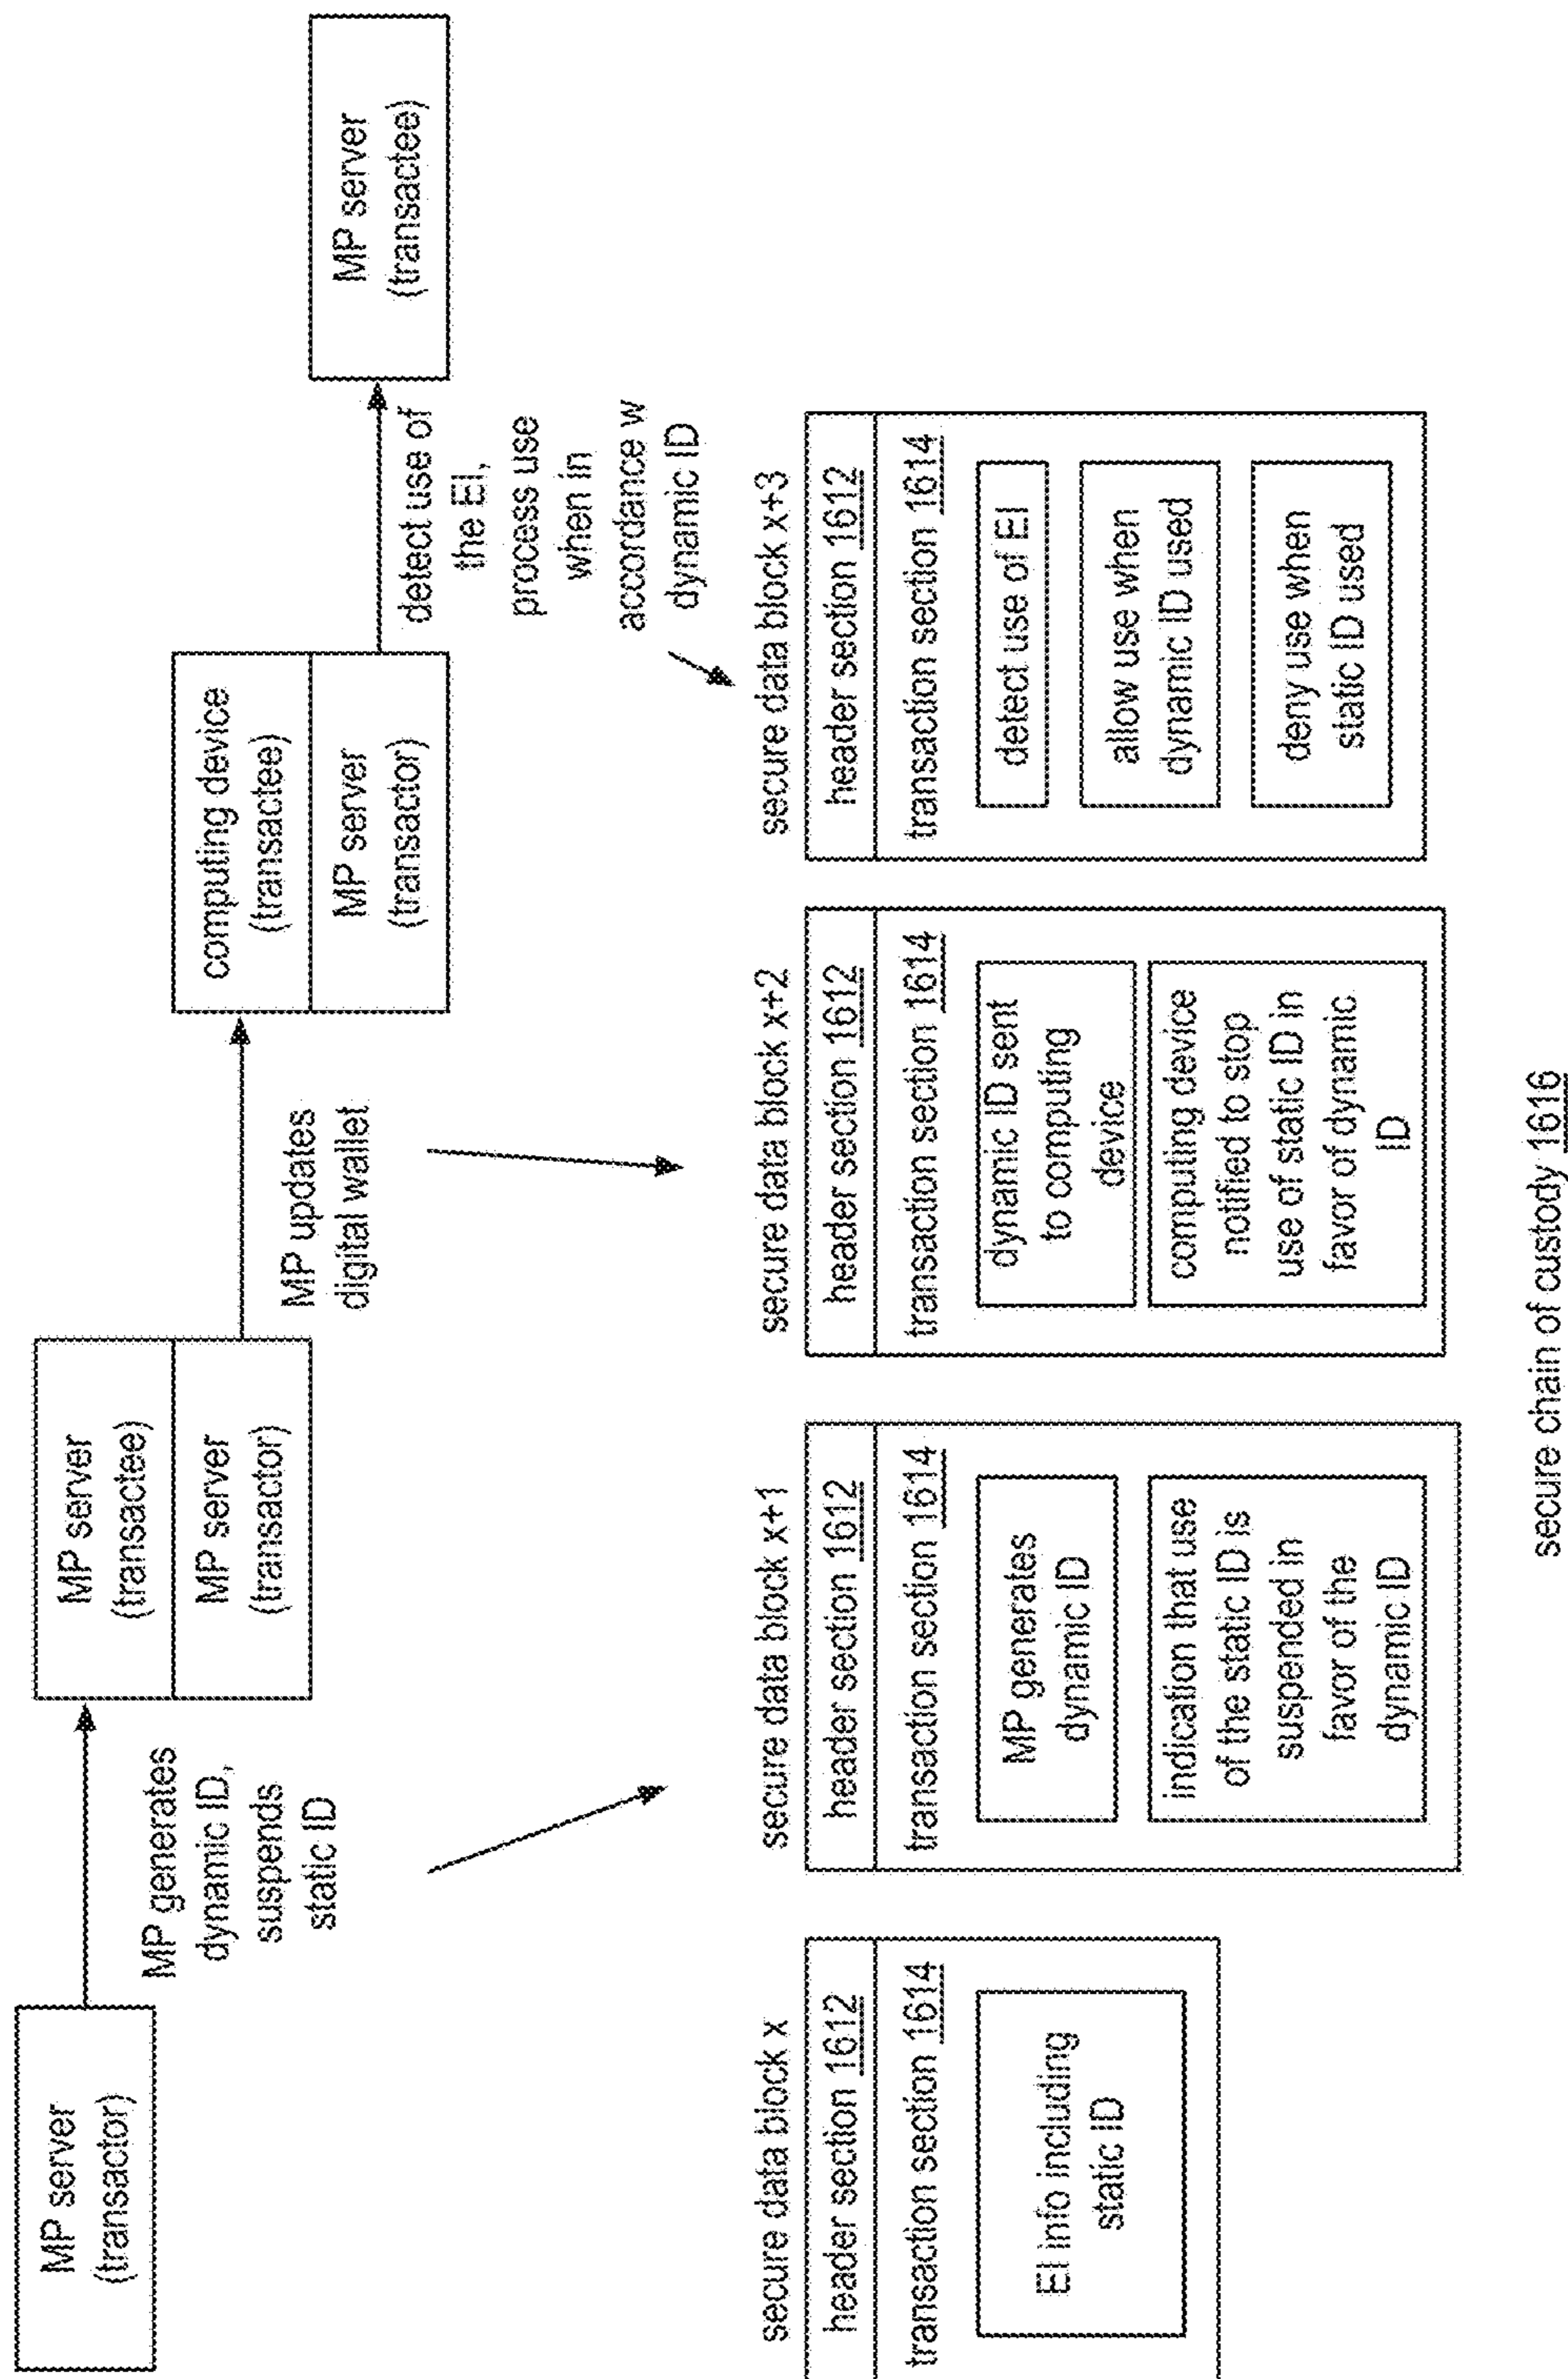 MP server
(transactor)
MP generates
dynamic ID,
suspends
static ID
MP server
(transactee)
MP server
(transactor)
MP updates
digital wallet
computing device
(transactee)
MP server
(transactor)
detect use of
the EI,
process use
when in
accordance w
dynamic ID
MP server
(transactee)
secure data block x
header section 1612
transaction section 1614
EI info including
static ID
secure data block x+1
header section 1612
transaction section 1614
MP generates
dynamic ID
indication that use
of the static ID is
suspended in
favor of the
dynamic ID
secure data block x+2
header section 1612
transaction section 1614
dynamic ID sent
to computing
device
computing device
notified to stop
use of static ID in
favor of dynamic
ID
secure data block x+3
header section 1612
transaction section 1614
detect use of EI
allow use when
dynamic ID used
deny use when
static ID used
secure chain of custody 1616